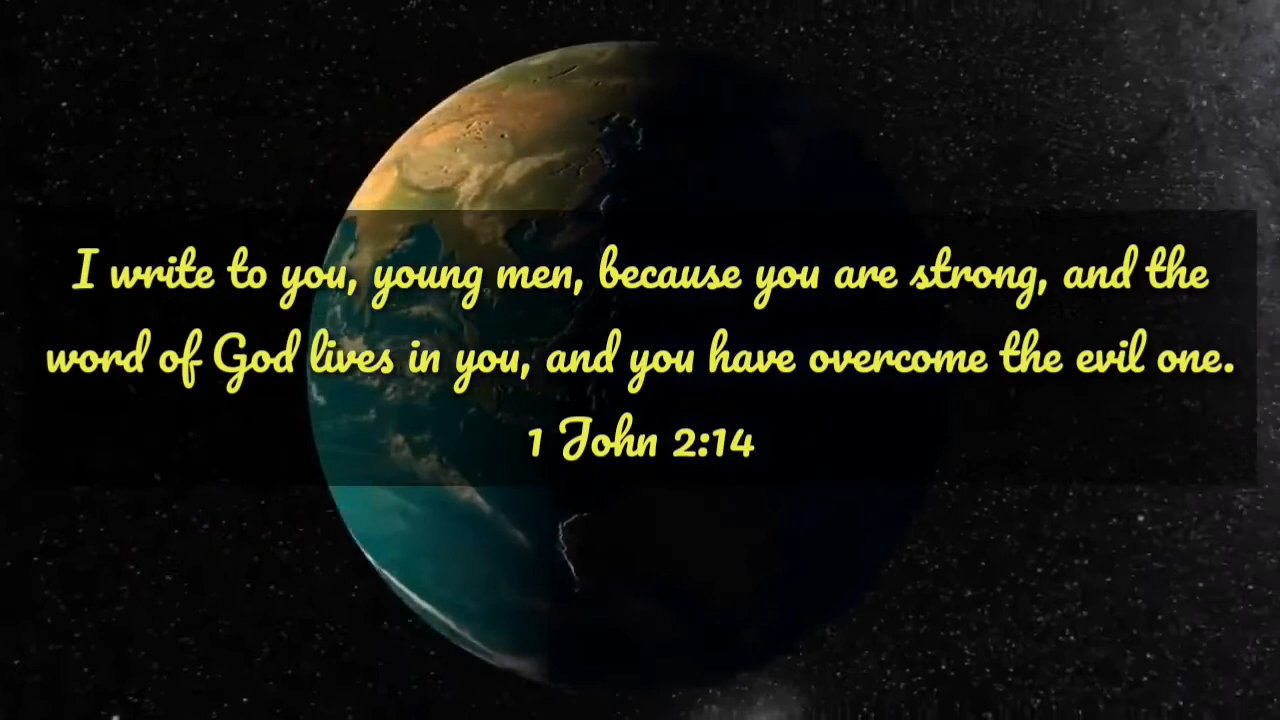 I write to you, young men, because you are strong, and the
word of God lives in you, and you have overcome the evil one.
1 John 2:14